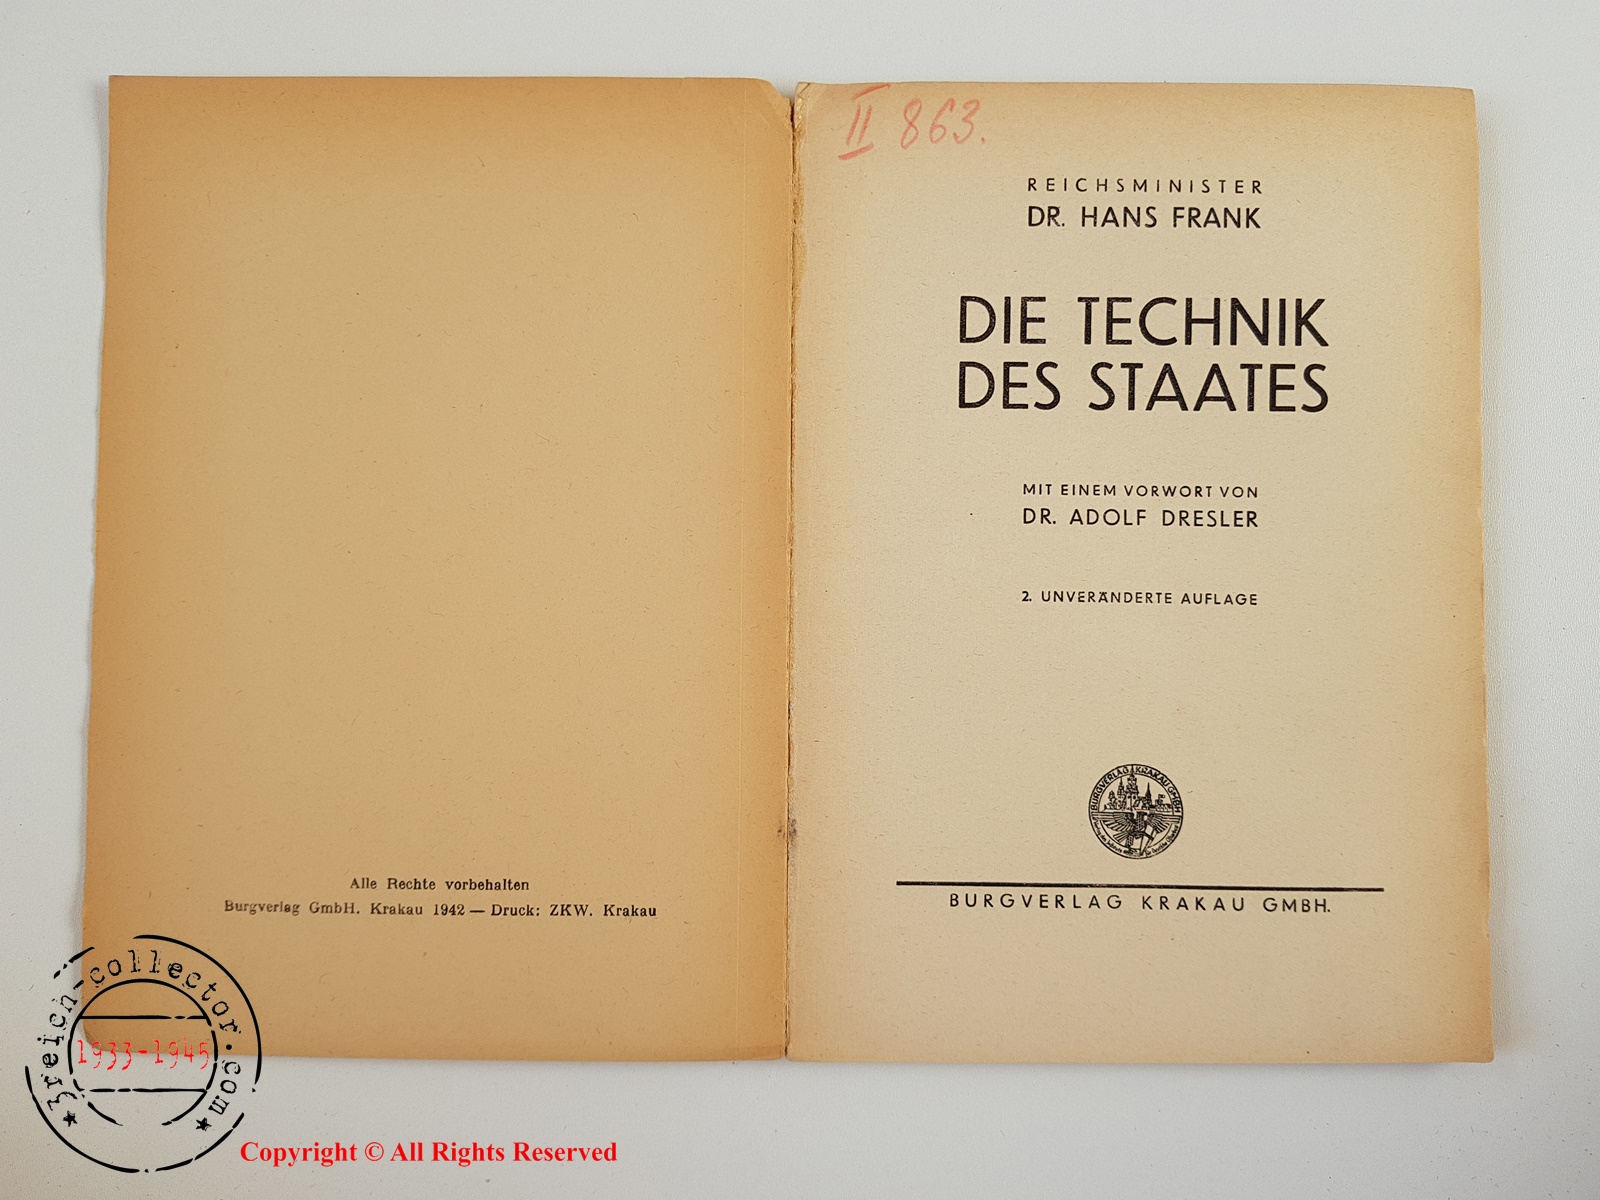 Alle Rechte vorbehalten
Burgverlag GmbH. Krakau 1942 — Druck: ZKW. Krakau
II 863.
REICHSMINISTER
DR. HANS FRANK
DIE TECHNIK
DES STAATES
MIT EINEM VORWORT VON
DR. ADOLF DRESLER
2. UNVERÄNDERTE AUFLAGE
BURGVERLAG KRAKAU GMBH
BURGVERLAG KRAKAU GMBH.
3reich-collector.com
1933-1945
Copyright © All Rights Reserved